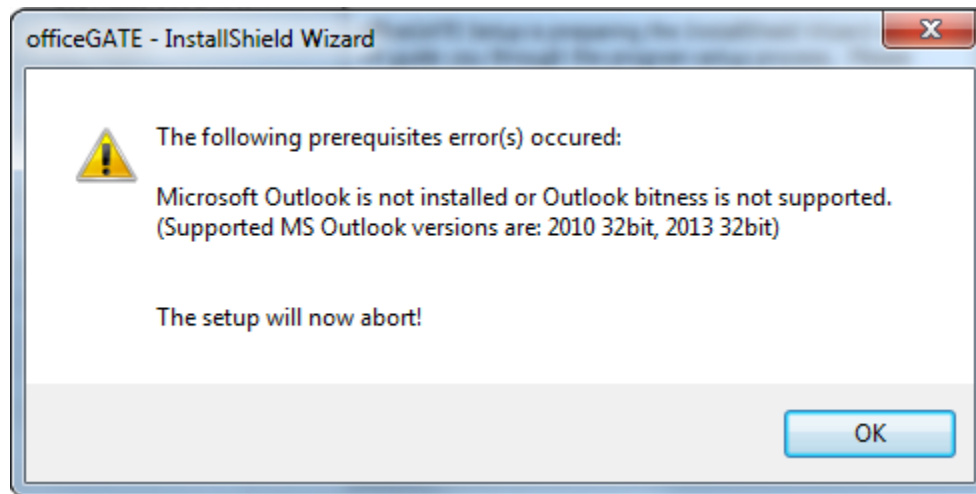 officeGATE - InstallShield Wizard
The following prerequisites error(s) occured:
Microsoft Outlook is not installed or Outlook bitness is not supported.
(Supported MS Outlook versions are: 2010 32bit, 2013 32bit)
The setup will now abort!
OK